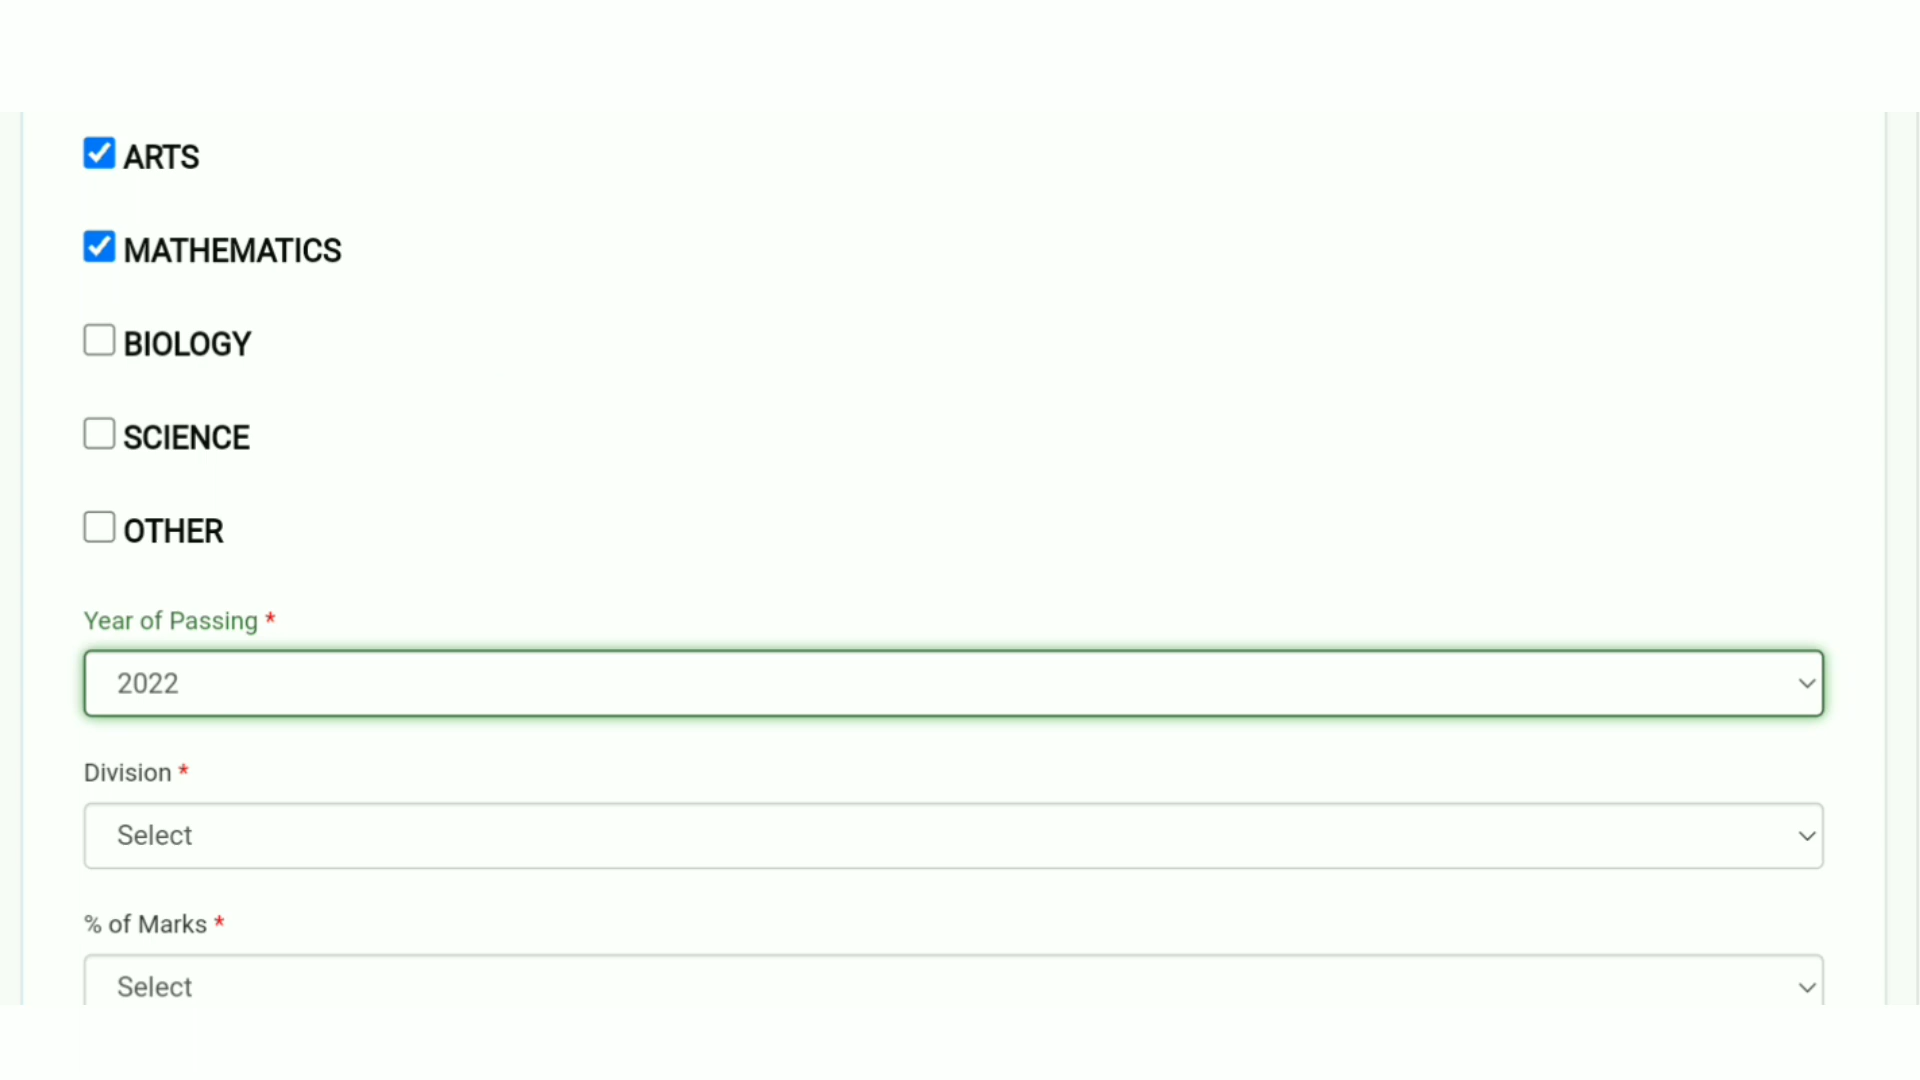 ARTS
MATHEMATICS
BIOLOGY
SCIENCE
OTHER
Year of Passing *
2022
Division *
Select
% of Marks *
Select